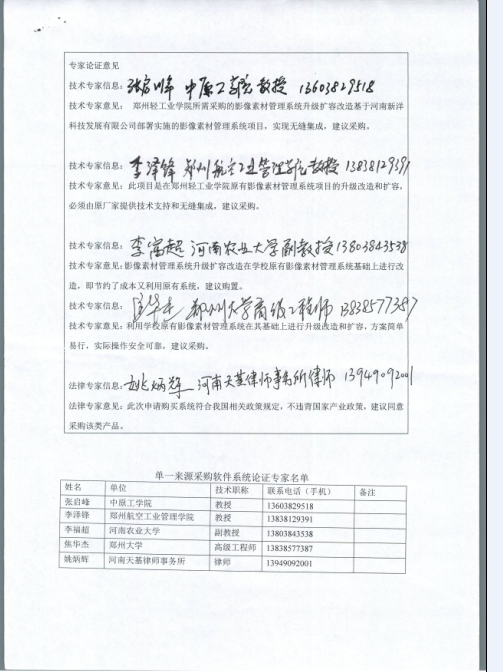 专家论证意见
技术专家信息：张启峰 中原工学院 教授 13603829518
技术专家意见： 郑州轻工业学院所需采购的影像素材管理系统升级扩容改造基于河南新洋
科技发展有限公司部署实施的影像素材管理系统项目，实现无缝集成，建议采购。
技术专家信息：李泽锋 郑州航空工业管理学院 教授 13838129391
技术专家意见：此项目是在郑州轻工业学院原有影像素材管理系统项目的升级改造和扩容，
必须由原厂家提供技术支持和无缝集成，建议采购。
技术专家信息：李富超 河南农业大学 副教授 13803843538
技术专家意见：影像素材管理系统升级扩容改造在学校原有影像素材管理系统基础上进行改
造，即节约了成本又利用原有系统，建议购置。
技术专家信息： 郑州大学高级工程师 13838577387
技术专家意见：利用学校原有影像素材管理系统在其基础上进行升级改造和扩容，方案简单
易行，实际操作安全可靠，建议采购。
法律专家信息：姚炳辉 河南天基律师事务所律师 13949092001
法律专家意见：此次申请购买系统符合我国相关政策规定，不违背国家产业政策，建议同意
采购该类产品。
单一来源采购软件系统论证专家名单
姓名 单位 技术职称 联系电话（手机） 备注
张启峰 中原工学院 教授 13603829518
李泽锋 郑州航空工业管理学院 教授 13838129391
李福超 河南农业大学 副教授 13803843538
焦华杰 郑州大学 高级工程师 13838577387
姚炳辉 河南天基律师事务所 律师 13949092001